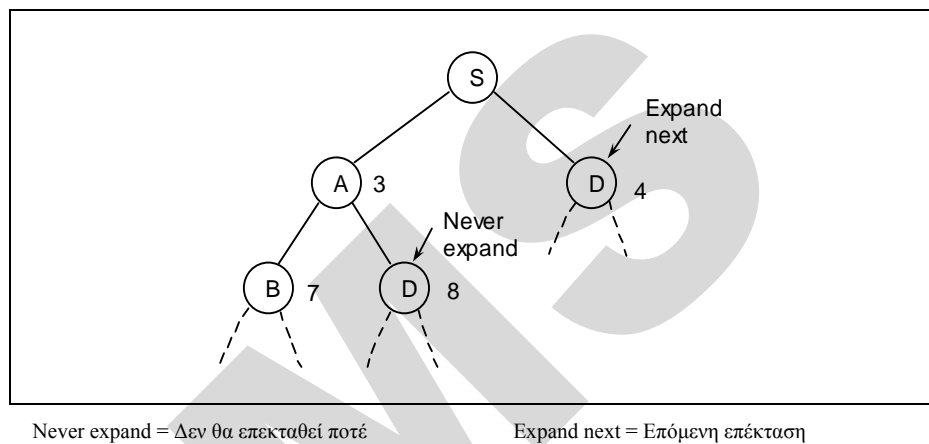 S
Expand
next
A 3
D 4
Never
expand
B 7
D 8
Never expand = Δεν θα επεκταθεί ποτέ
Expand next = Επόμενη επέκταση